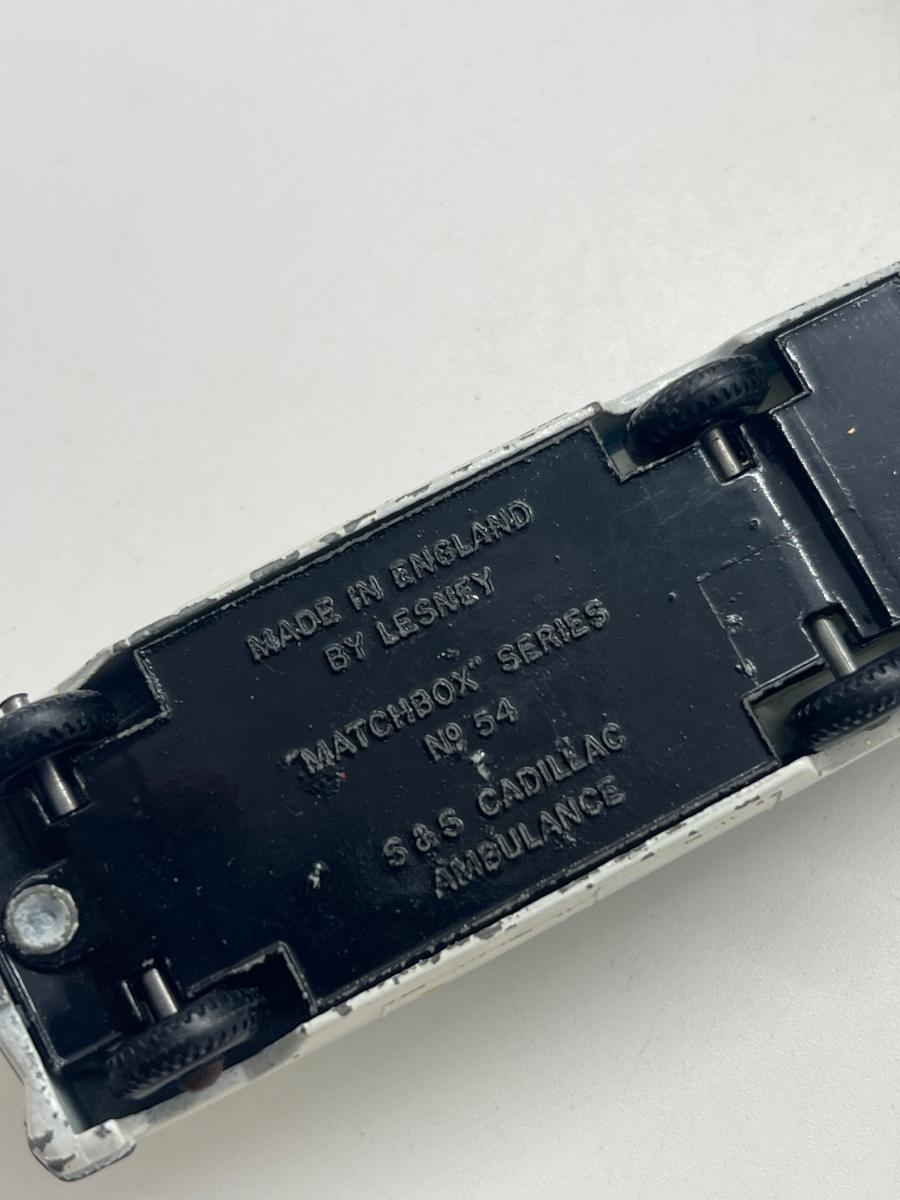 MADE IN ENGLAND
BY LESNEY
"MATCHBOX" SERIES
Nº 54
S&S CADILLAC
AMBULANCE